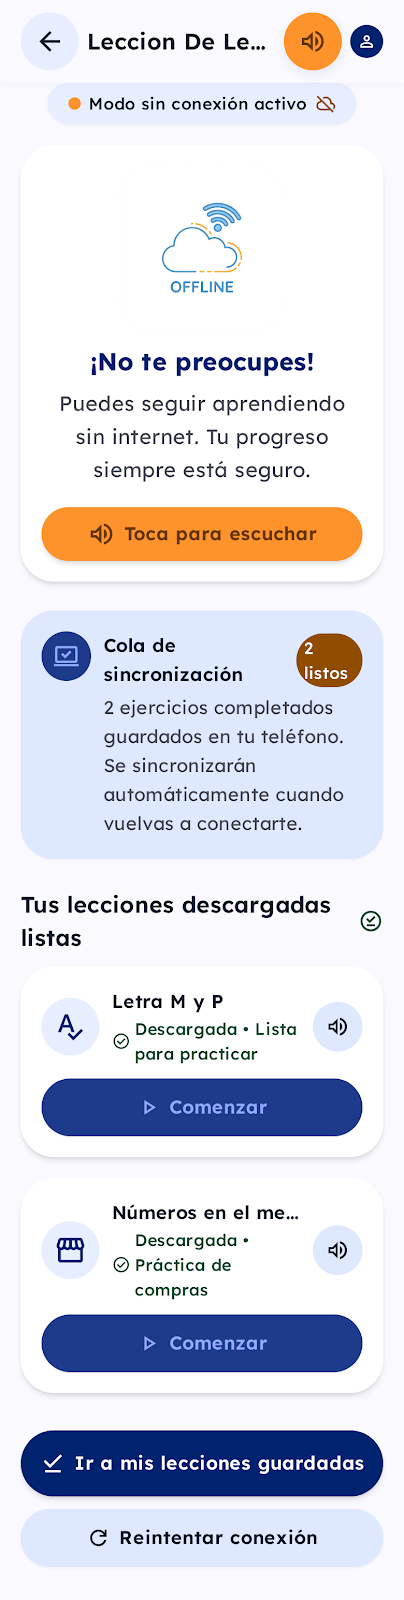 Leccion De Le...
Modo sin conexión activo
OFFLINE
¡No te preocupes!
Puedes seguir aprendiendo
sin internet. Tu progreso
siempre está seguro.
Toca para escuchar
Cola de
sincronización
2
listos
2 ejercicios completados
guardados en tu teléfono.
Se sincronizarán
automáticamente cuando
vuelvas a conectarte.
Tus lecciones descargadas
listas
Letra M y P
Descargada • Lista
para practicar
Comenzar
Números en el me...
Descargada •
Práctica de
compras
Comenzar
Ir a mis lecciones guardadas
Reintentar conexión